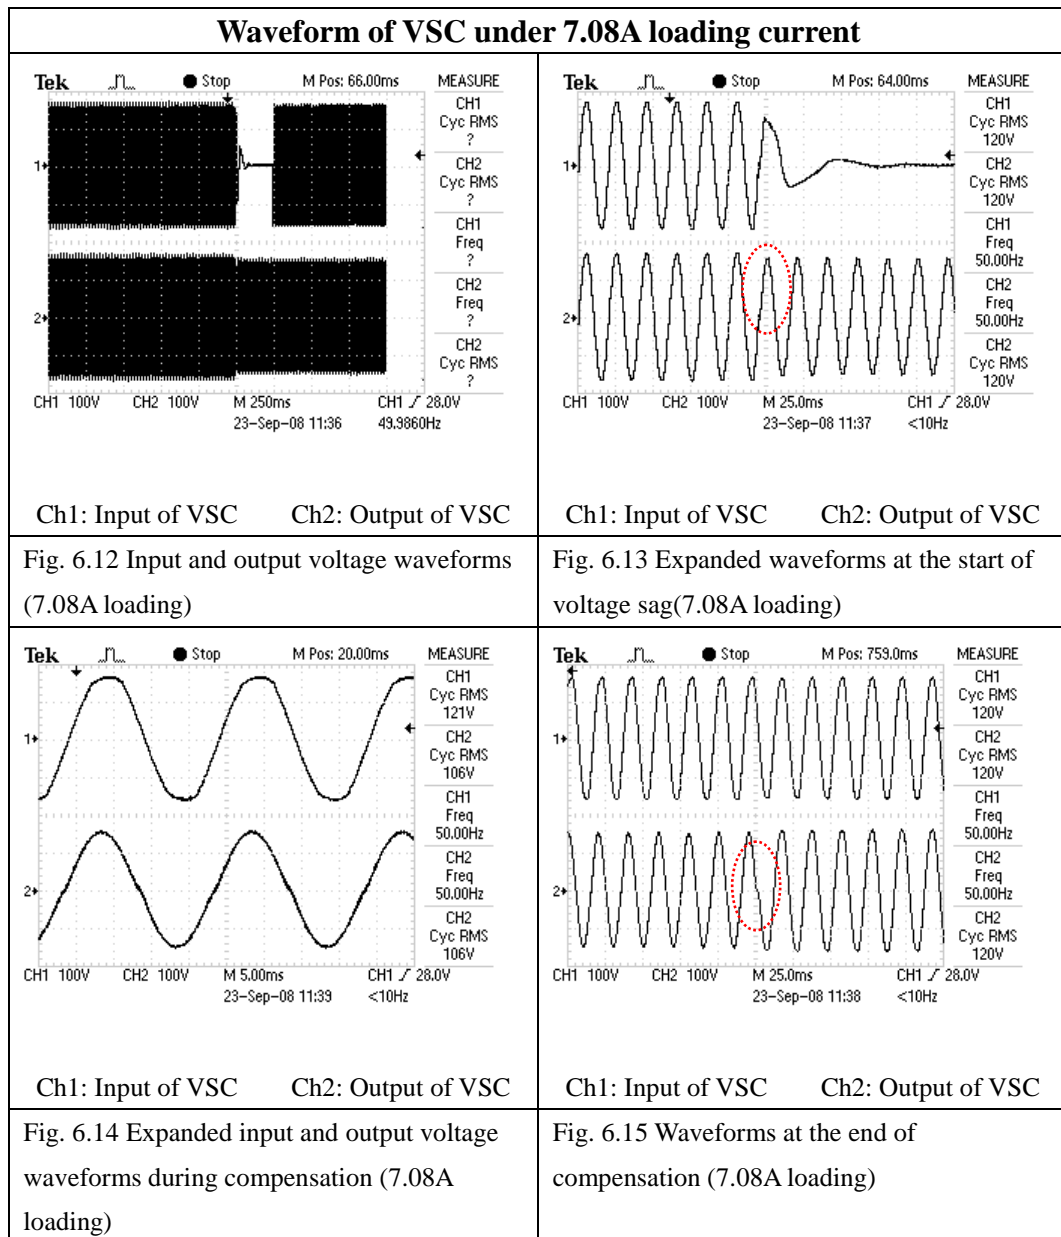 Waveform of VSC under 7.08A loading current
Tek Stop M Pos: 66.00ms MEASURE
CH1
Cyc RMS
?
CH2
Cyc RMS
?
CH1
Freq
?
CH2
Freq
?
CH2
Cyc RMS
?
1
2
CH1 100V CH2 100V M 250ms CH1 28.0V
23-Sep-08 11:36 49.9860Hz
Ch1: Input of VSC Ch2: Output of VSC
Fig. 6.12 Input and output voltage waveforms
(7.08A loading)
Tek Stop M Pos: 64.00ms MEASURE
CH1
Cyc RMS
120V
CH2
Cyc RMS
120V
CH1
Freq
50.00Hz
CH2
Freq
50.00Hz
CH2
Cyc RMS
120V
1
2
CH1 100V CH2 100V M 25.0ms CH1 28.0V
23-Sep-08 11:37 <10Hz
Ch1: Input of VSC Ch2: Output of VSC
Fig. 6.13 Expanded waveforms at the start of
voltage sag(7.08A loading)
Tek Stop M Pos: 20.00ms MEASURE
CH1
Cyc RMS
121V
CH2
Cyc RMS
106V
CH1
Freq
50.00Hz
CH2
Freq
50.00Hz
CH2
Cyc RMS
106V
1
2
CH1 100V CH2 100V M 5.00ms CH1 28.0V
23-Sep-08 11:39 <10Hz
Ch1: Input of VSC Ch2: Output of VSC
Fig. 6.14 Expanded input and output voltage
waveforms during compensation (7.08A
loading)
Tek Stop M Pos: 759.0ms MEASURE
CH1
Cyc RMS
120V
CH2
Cyc RMS
120V
CH1
Freq
50.00Hz
CH2
Freq
50.00Hz
CH2
Cyc RMS
120V
1
2
CH1 100V CH2 100V M 25.0ms CH1 28.0V
23-Sep-08 11:38 <10Hz
Ch1: Input of VSC Ch2: Output of VSC
Fig. 6.15 Waveforms at the end of
compensation (7.08A loading)